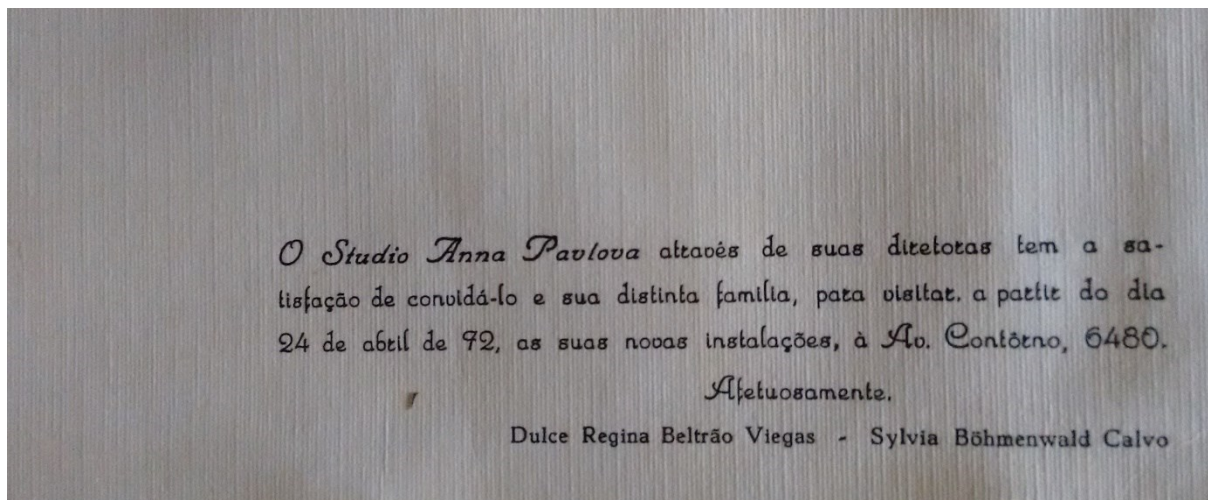 O Studio Anna Pavlova através de suas diretoras tem a sa-
tisfação de convidá-lo e sua distinta família, para visitar. a partir do dia
24 de abril de 72, as suas novas instalações, à Av. Contôrno, 6480.
Afetuosamente.
Dulce Regina Beltrão Viegas - Sylvia Böhmenwald Calvo